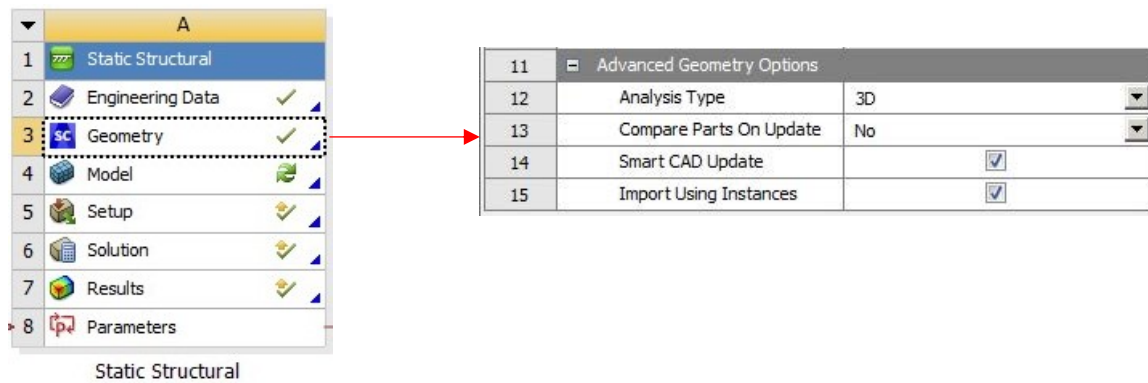 A
1 Static Structural
2 Engineering Data
3 SC Geometry
4 Model
5 Setup
6 Solution
7 Results
8 Parameters
Static Structural
11 Advanced Geometry Options
12 Analysis Type 3D
13 Compare Parts On Update No
14 Smart CAD Update
15 Import Using Instances